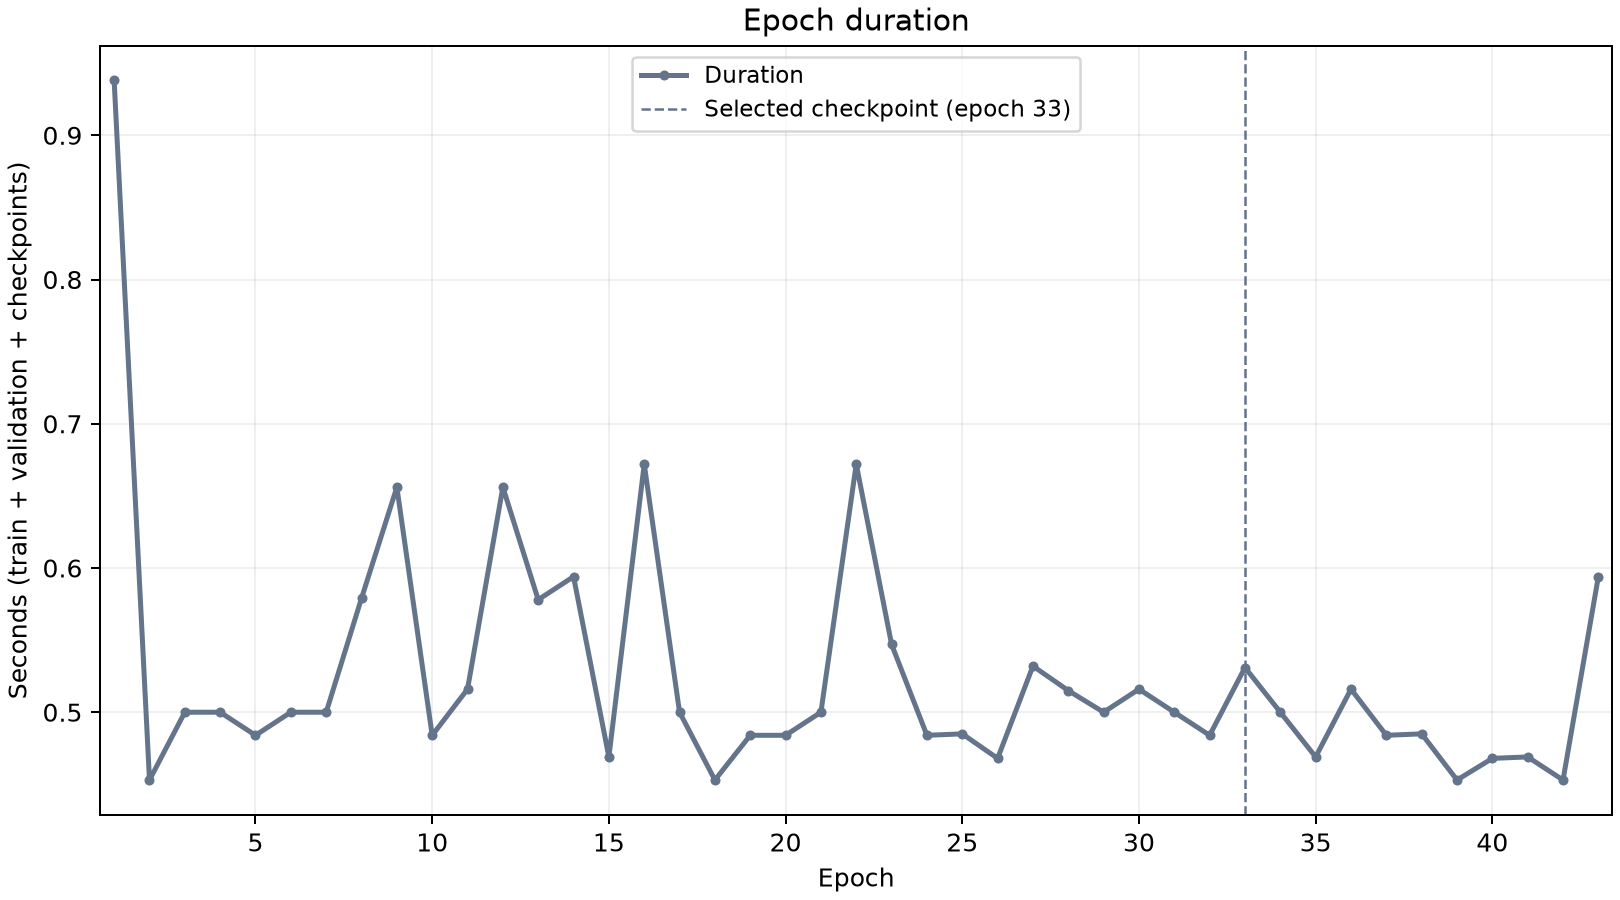 Epoch duration
Duration
Selected checkpoint (epoch 33)
Seconds (train + validation + checkpoints)
0.9
0.8
0.7
0.6
0.5
5 10 15 20 25 30 35 40
Epoch